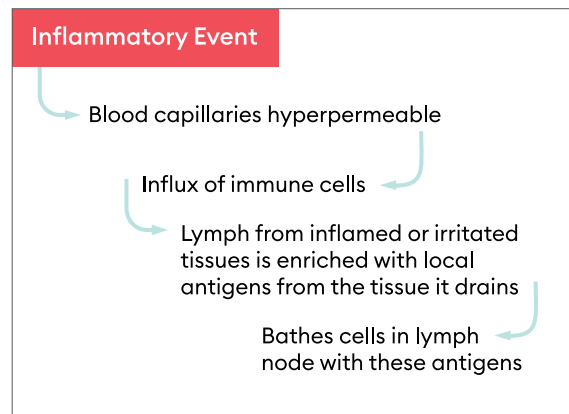 Inflammatory Event
Blood capillaries hyperpermeable
Influx of immune cells
Lymph from inflamed or irritated
tissues is enriched with local
antigens from the tissue it drains
Bathes cells in lymph
node with these antigens